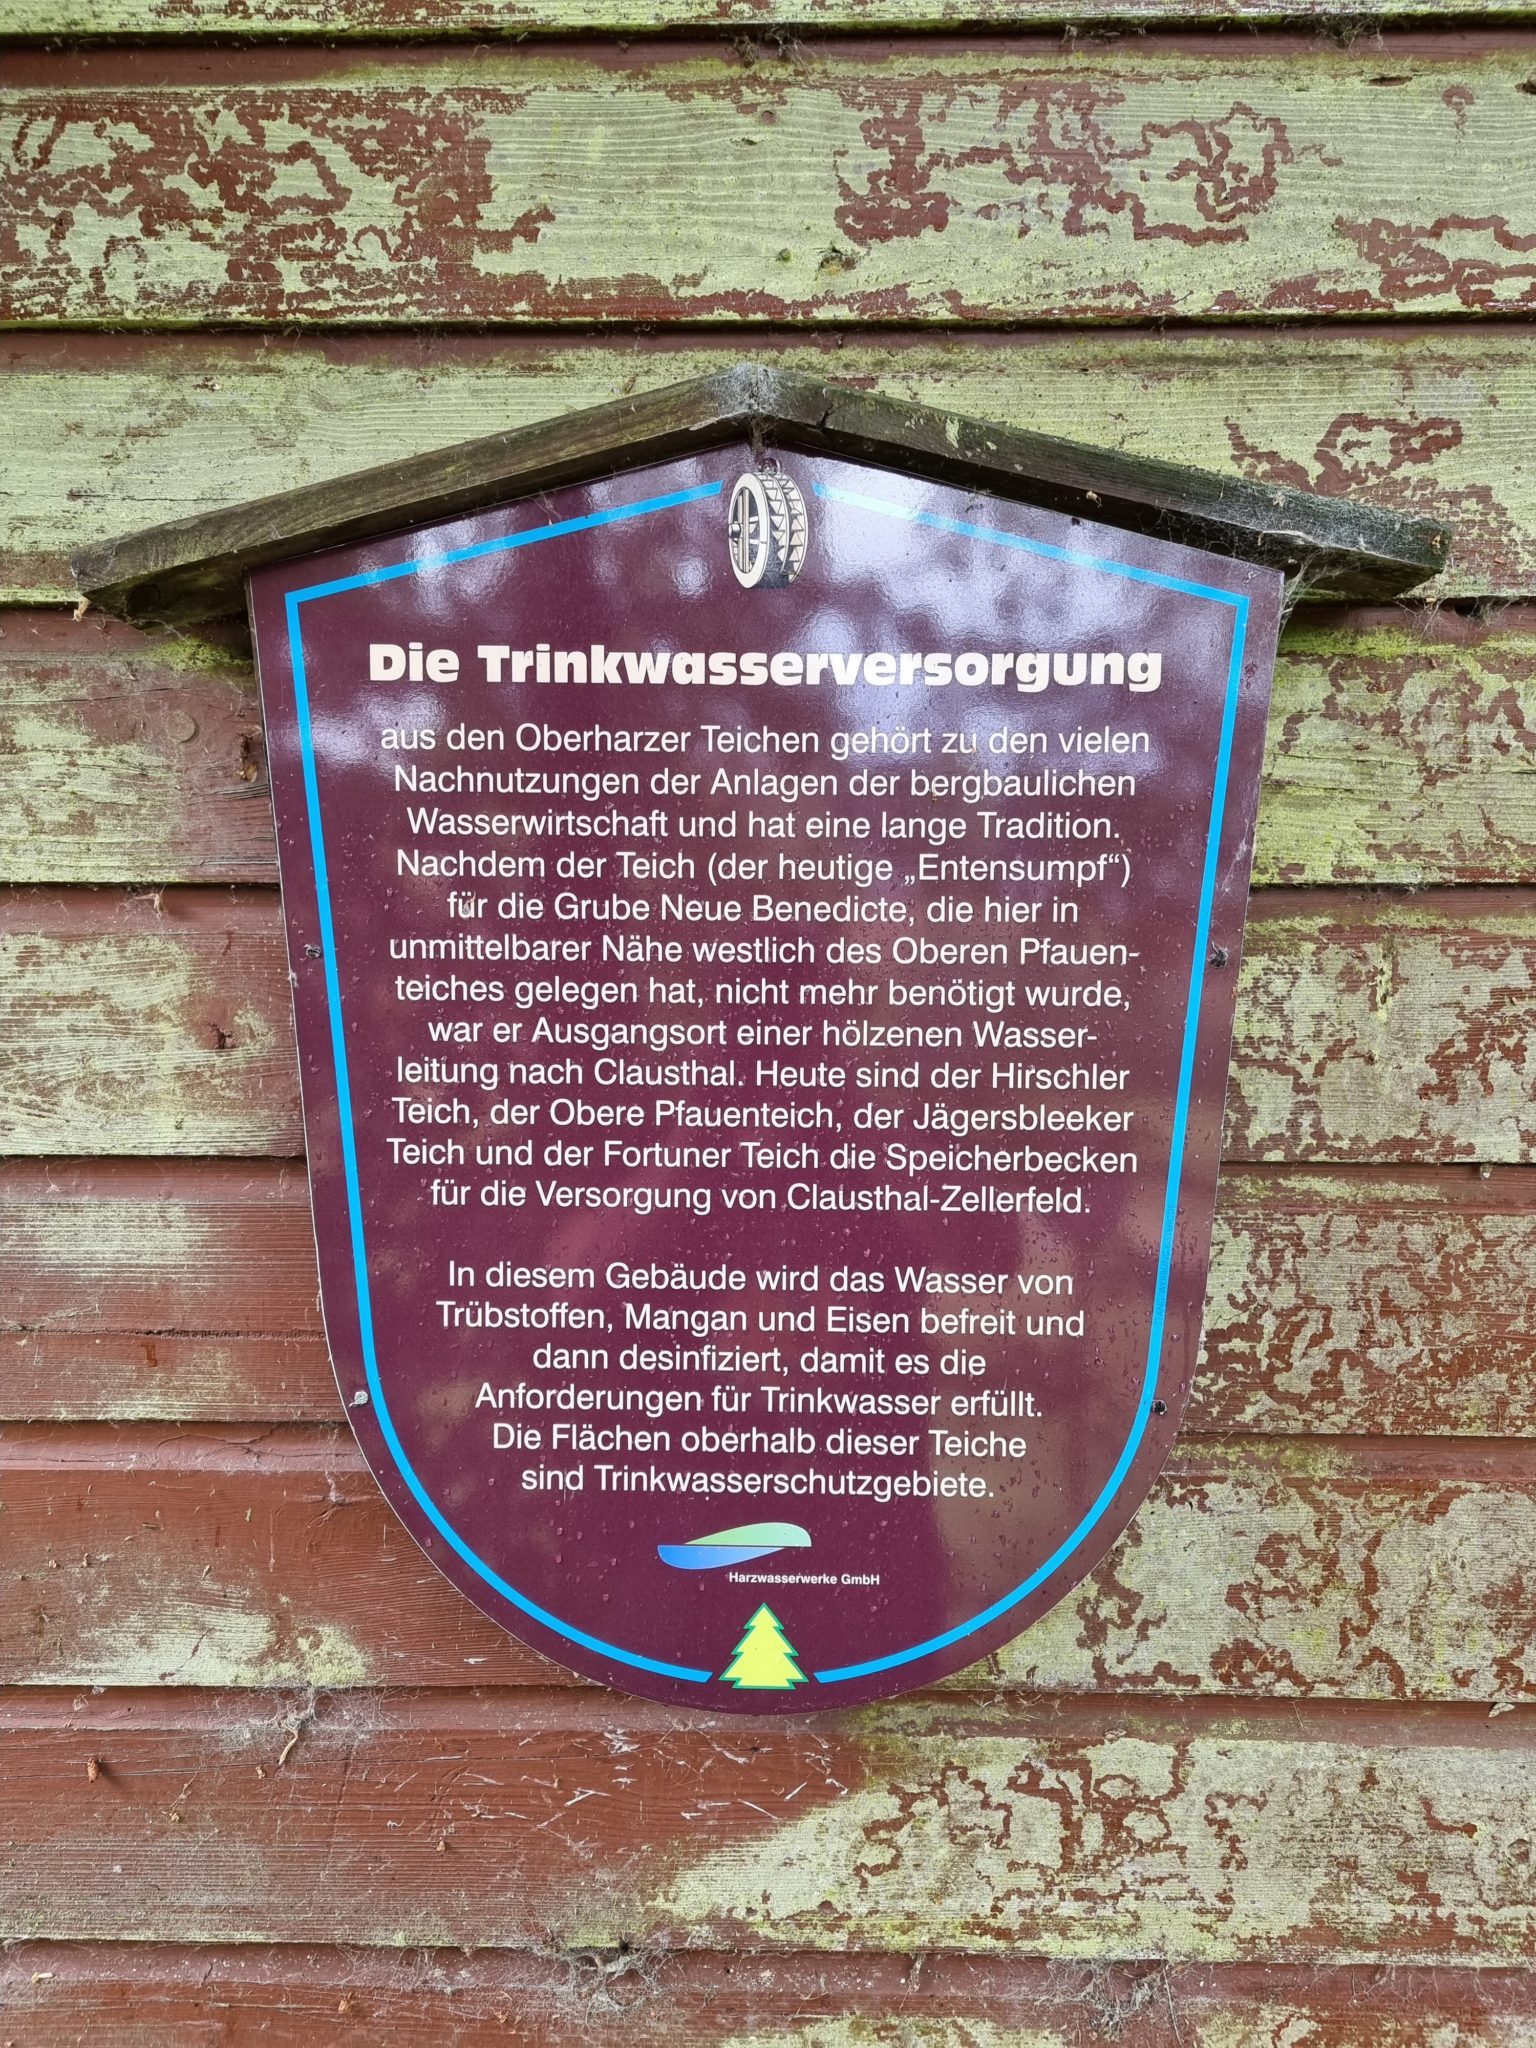 Die Trinkwasserversorgung
aus den Oberharzer Teichen gehört zu den vielen
Nachnutzungen der Anlagen der bergbaulichen
Wasserwirtschaft und hat eine lange Tradition.
Nachdem der Teich (der heutige „Entensumpf“)
für die Grube Neue Benedicte, die hier in
unmittelbarer Nähe westlich des Oberen Pfauen-
teiches gelegen hat, nicht mehr benötigt wurde,
war er Ausgangsort einer hölzenen Wasser-
leitung nach Clausthal. Heute sind der Hirschler
Teich, der Obere Pfauenteich, der Jägersbleeker
Teich und der Fortuner Teich die Speicherbecken
für die Versorgung von Clausthal-Zellerfeld.
In diesem Gebäude wird das Wasser von
Trübstoffen, Mangan und Eisen befreit und
dann desinfiziert, damit es die
Anforderungen für Trinkwasser erfüllt.
Die Flächen oberhalb dieser Teiche
sind Trinkwasserschutzgebiete.
Harzwasserwerke GmbH